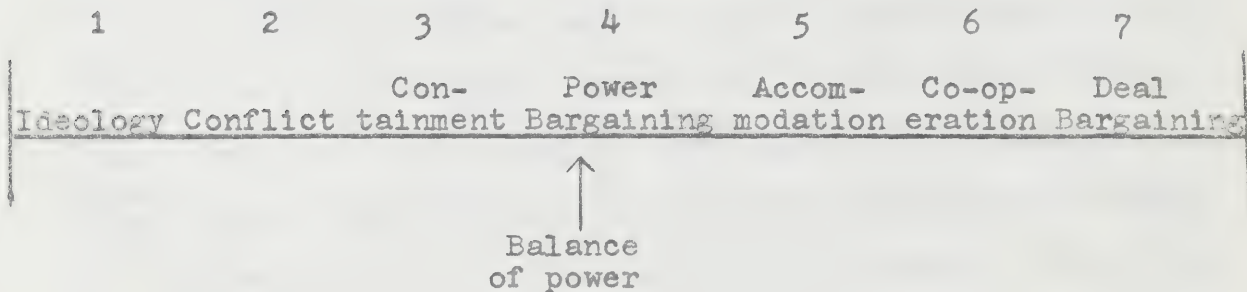 1 2 3 4 5 6 7
Con- Power Accom- Co-op- Deal
Ideology Conflict tainment Bargaining modation eration Bargaining
Balance
of power